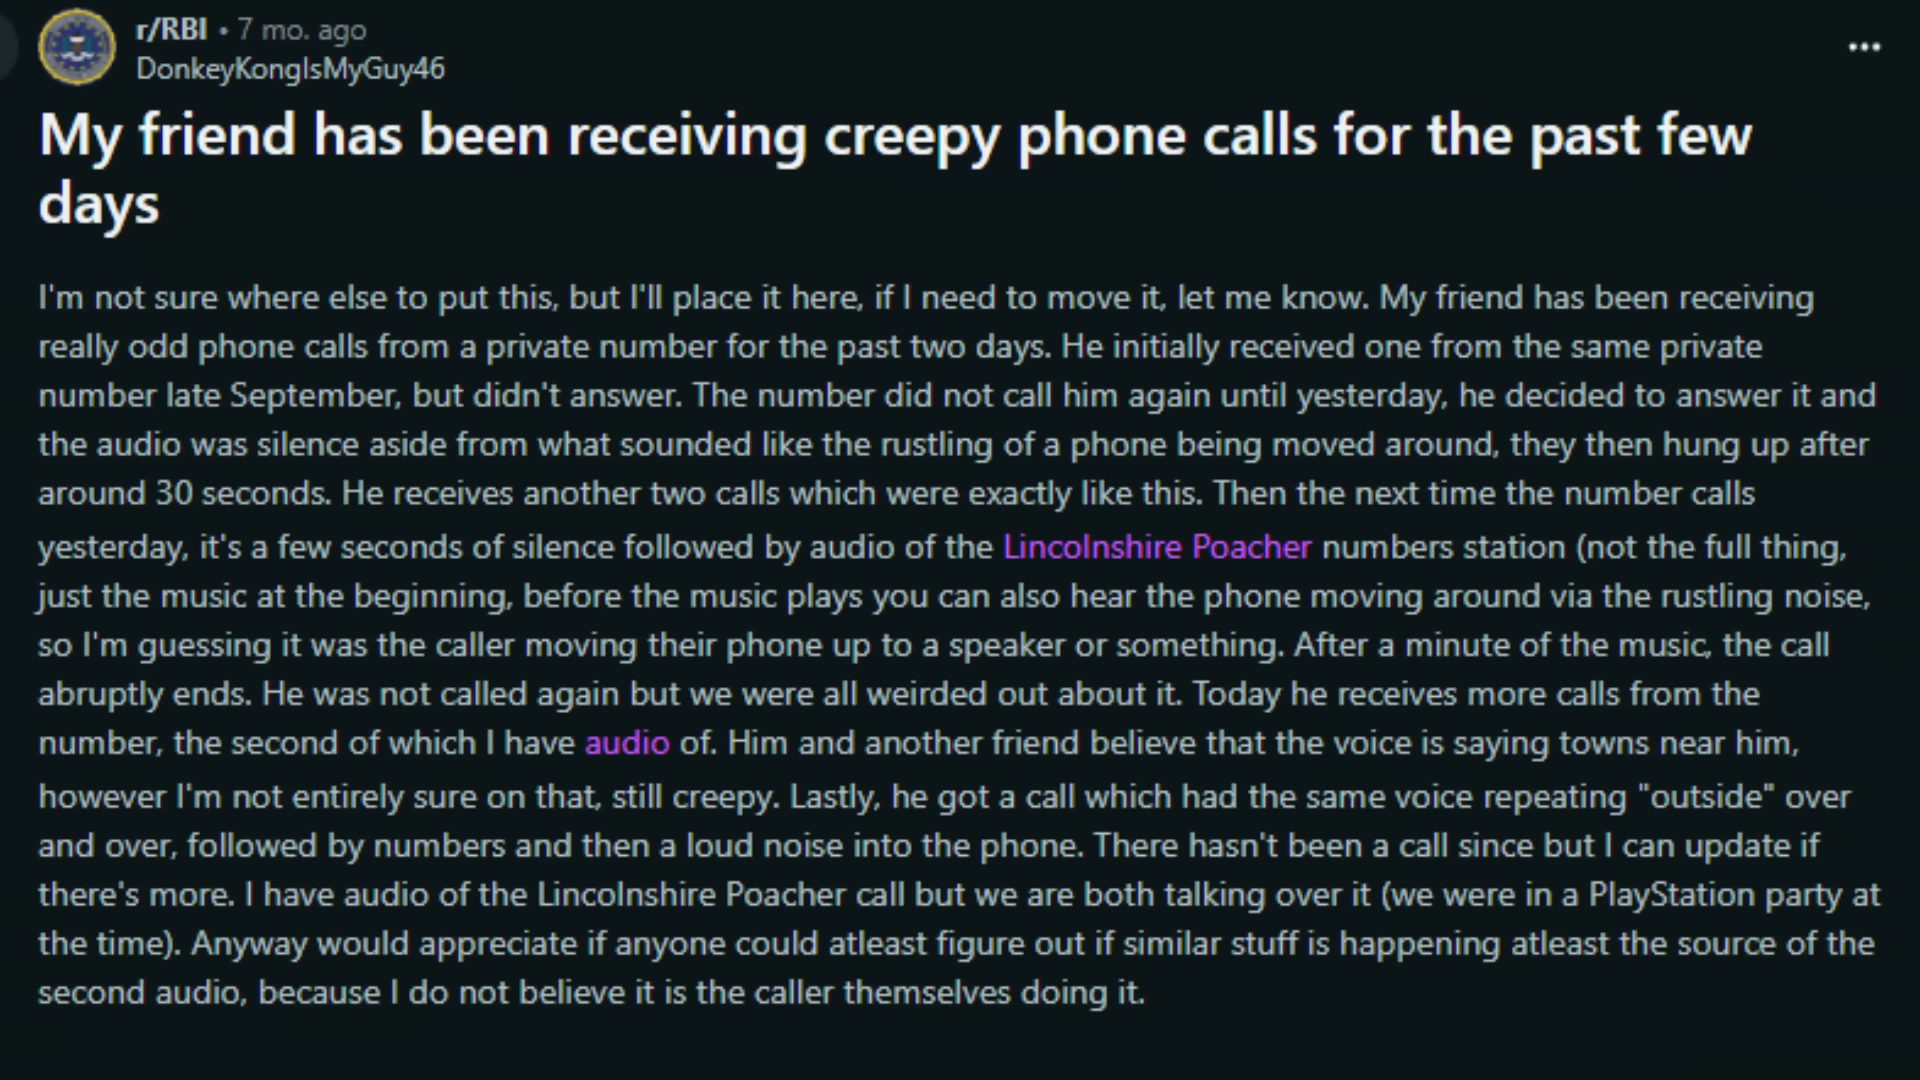 r/RBI • 7 mo. ago
DonkeyKongIsMyGuy46
My friend has been receiving creepy phone calls for the past few
days
I'm not sure where else to put this, but I'll place it here, if I need to move it, let me know. My friend has been receiving
really odd phone calls from a private number for the past two days. He initially received one from the same private
number late September, but didn't answer. The number did not call him again until yesterday, he decided to answer it and
the audio was silence aside from what sounded like the rustling of a phone being moved around, they then hung up after
around 30 seconds. He receives another two calls which were exactly like this. Then the next time the number calls
yesterday, it's a few seconds of silence followed by audio of the Lincolnshire Poacher numbers station (not the full thing,
just the music at the beginning, before the music plays you can also hear the phone moving around via the rustling noise,
so I'm guessing it was the caller moving their phone up to a speaker or something. After a minute of the music, the call
abruptly ends. He was not called again but we were all weirded out about it. Today he receives more calls from the
number, the second of which I have audio of. Him and another friend believe that the voice is saying towns near him,
however I'm not entirely sure on that, still creepy. Lastly, he got a call which had the same voice repeating "outside" over
and over, followed by numbers and then a loud noise into the phone. There hasn't been a call since but I can update if
there's more. I have audio of the Lincolnshire Poacher call but we are both talking over it (we were in a PlayStation party at
the time). Anyway would appreciate if anyone could atleast figure out if similar stuff is happening atleast the source of the
second audio, because I do not believe it is the caller themselves doing it.